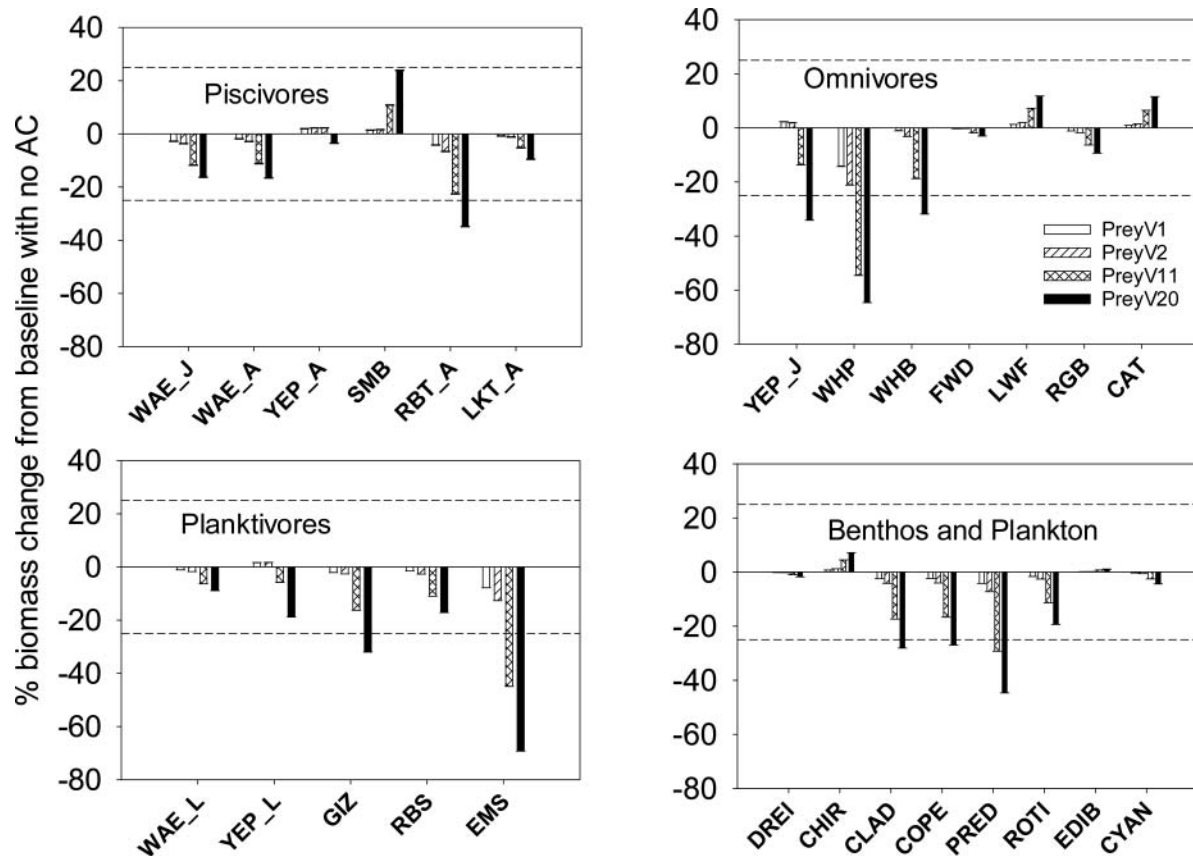 % biomass change from baseline with no AC
40
20
0
-20
-40
-60
-80
Piscivores
WAE_J
WAE_A
YEP_A
SMB
RBT_A
LKT_A
40
20
0
-20
-40
-60
-80
Omnivores
PreyV1
PreyV2
PreyV11
PreyV20
YEP_J
WHP
WHB
FWD
LWF
RGB
CAT
40
20
0
-20
-40
-60
-80
Planktivores
WAE_L
YEP_L
GIZ
RBS
EMS
40
20
0
-20
-40
-60
-80
Benthos and Plankton
DREI
CHIR
CLAD
COPE
PRED
ROTI
EDIB
CYAN